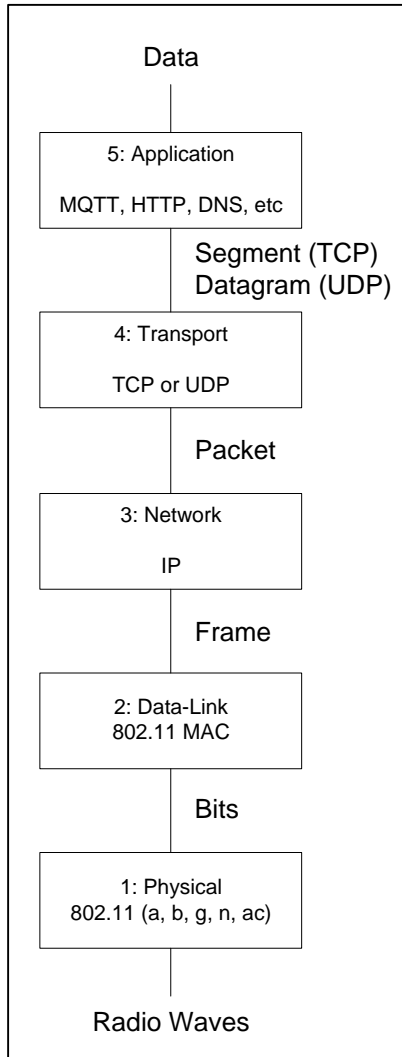 Data
5: Application
MQTT, HTTP, DNS, etc
Segment (TCP)
Datagram (UDP)
4: Transport
TCP or UDP
Packet
3: Network
IP
Frame
2: Data-Link
802.11 MAC
Bits
1: Physical
802.11 (a, b, g, n, ac)
Radio Waves